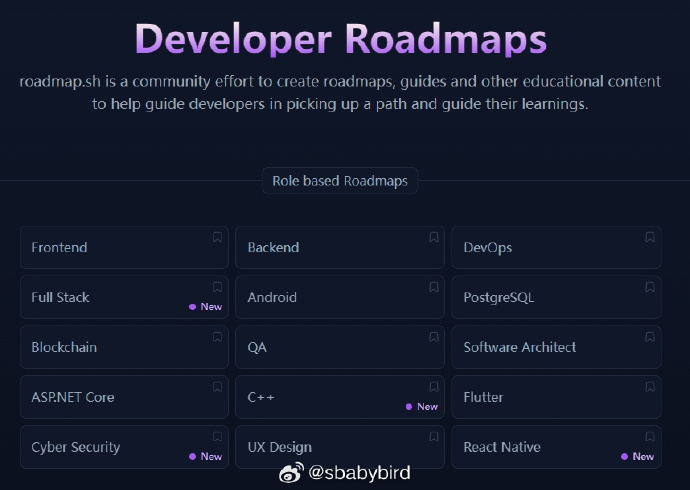 Developer Roadmaps
roadmap.sh is a community effort to create roadmaps, guides and other educational content
to help guide developers in picking up a path and guide their learnings.
Role based Roadmaps
Frontend
Backend
DevOps
Full Stack
New
Android
PostgreSQL
Blockchain
QA
Software Architect
ASP.NET Core
C++
New
Flutter
Cyber Security
New
UX Design
React Native
New
@sbabybird